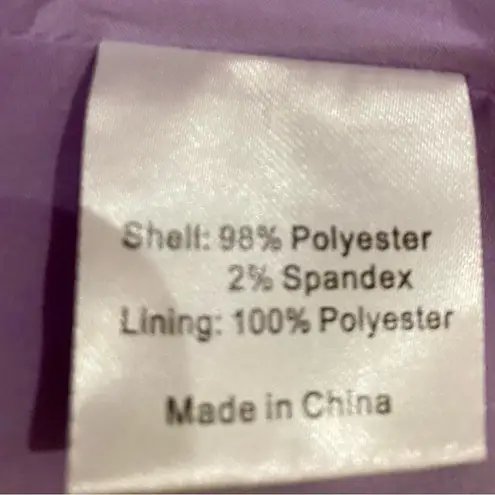 Shell: 98% Polyester
2% Spandex
Lining: 100% Polyester
Made in China